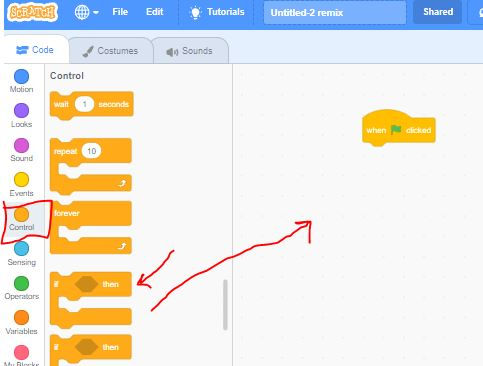 SCRATCH File Edit Tutorials Untitled-2 remix Shared
Code Costumes Sounds
Motion
Looks
Sound
Events
Control
Sensing
Operators
Variables
My Blocks
Control
wait 1 seconds
repeat 10
forever
if then
if then
when clicked